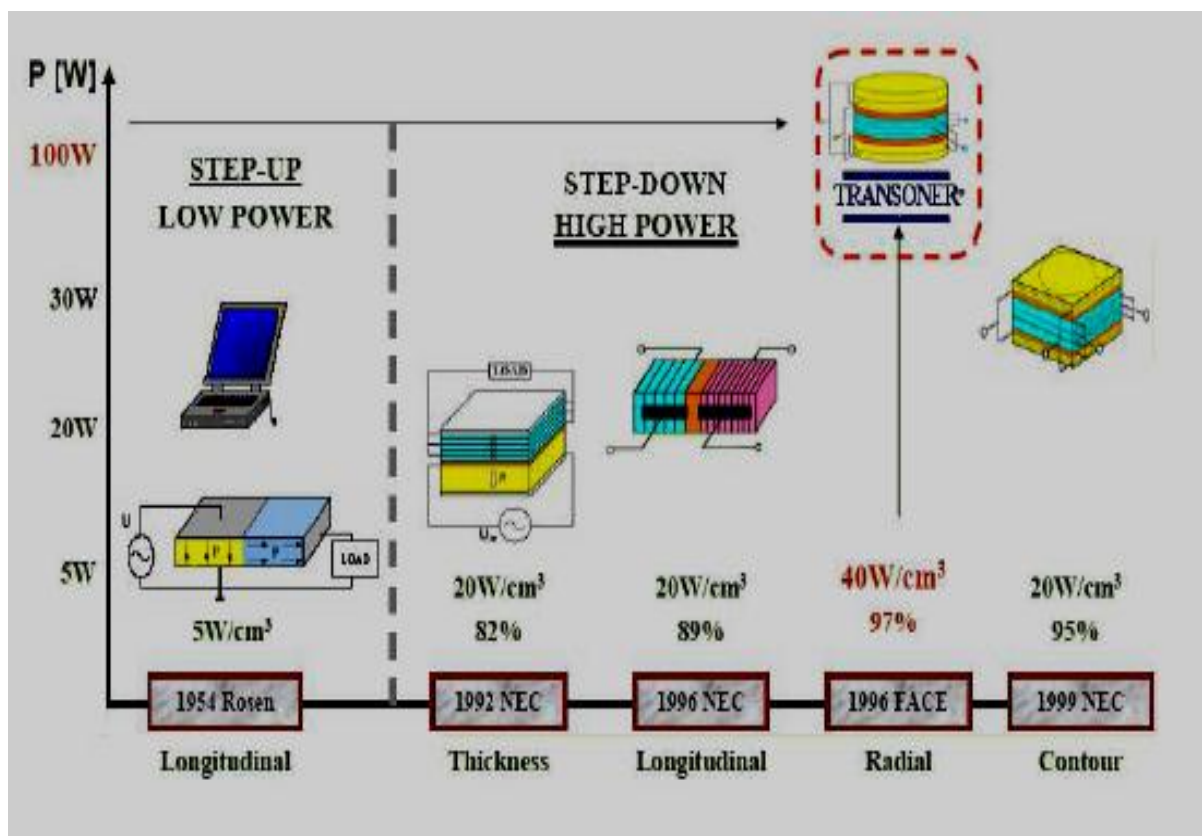 P [W]
100W
30W
20W
5W
STEP-UP
LOW POWER
STEP-DOWN
HIGH POWER
TRANSONER®
U
P
P
LOAD
LOAD
P
5W/cm³
20W/cm³
82%
20W/cm³
89%
40W/cm³
97%
20W/cm³
95%
1954 Rosen
1992 NEC
1996 NEC
1996 FACE
1999 NEC
Longitudinal
Thickness
Longitudinal
Radial
Contour